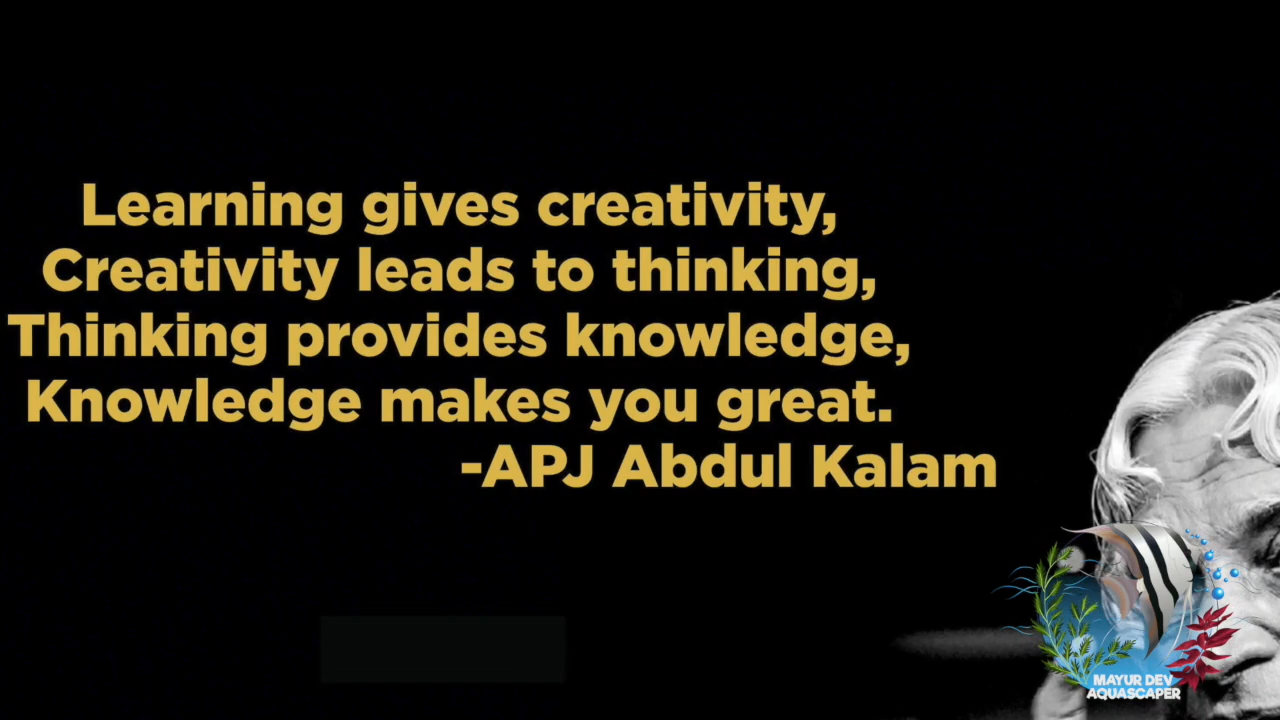 Learning gives creativity,
Creativity leads to thinking,
Thinking provides knowledge,
Knowledge makes you great.
-APJ Abdul Kalam
MAYUR DEV
AQUASCAPER